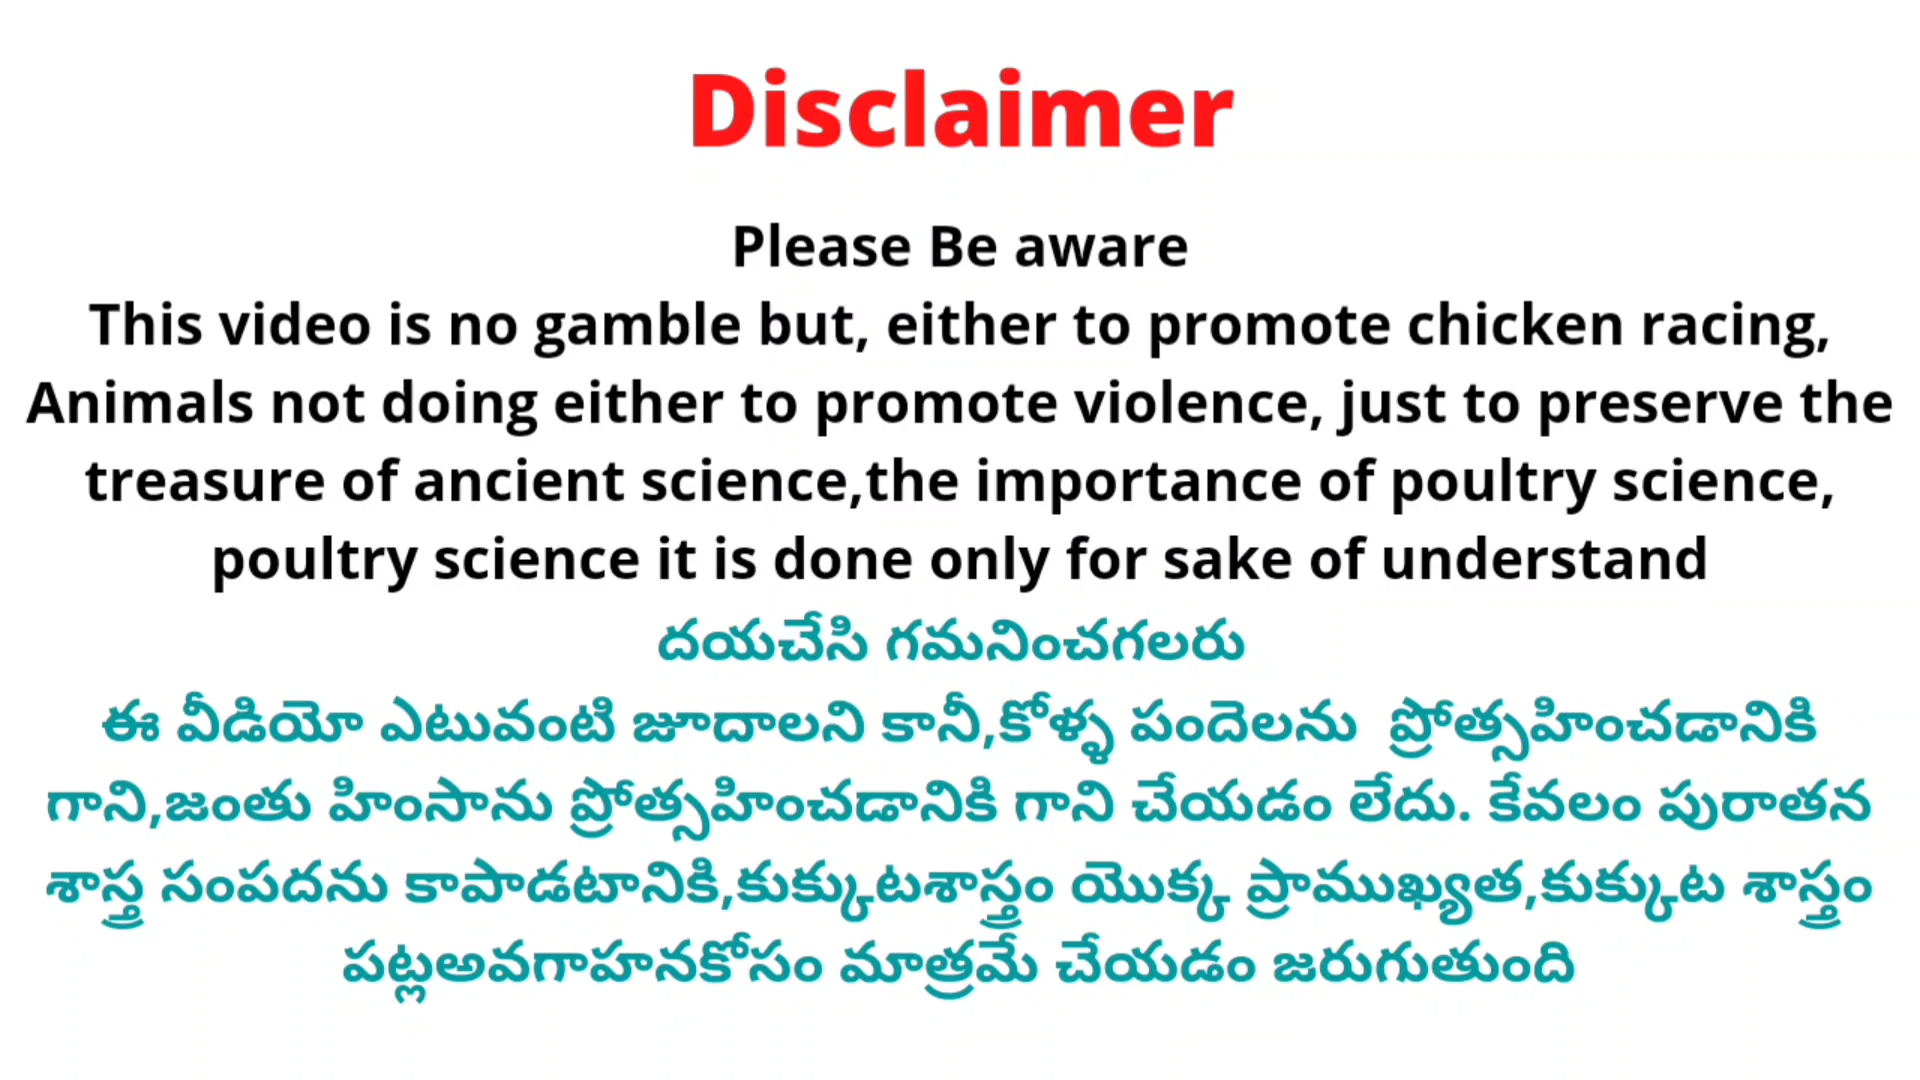 Disclaimer
Please Be aware
This video is no gamble but, either to promote chicken racing,
Animals not doing either to promote violence, just to preserve the
treasure of ancient science,the importance of poultry science,
poultry science it is done only for sake of understand
దయచేసి గమనించగలరు
ఈ వీడియో ఎటువంటి జూదాలని కానీ,కోళ్ళ పందెలను ప్రోత్సహించడానికి
గాని,జంతు హింసాను ప్రోత్సహించడానికి గాని చేయడం లేదు. కేవలం పురాతన
శాస్త్ర సంపదను కాపాడటానికి,కుక్కుటశాస్త్రం యొక్క ప్రాముఖ్యత,కుక్కుట శాస్త్రం
పట్లఅవగాహనకోసం మాత్రమే చేయడం జరుగుతుంది